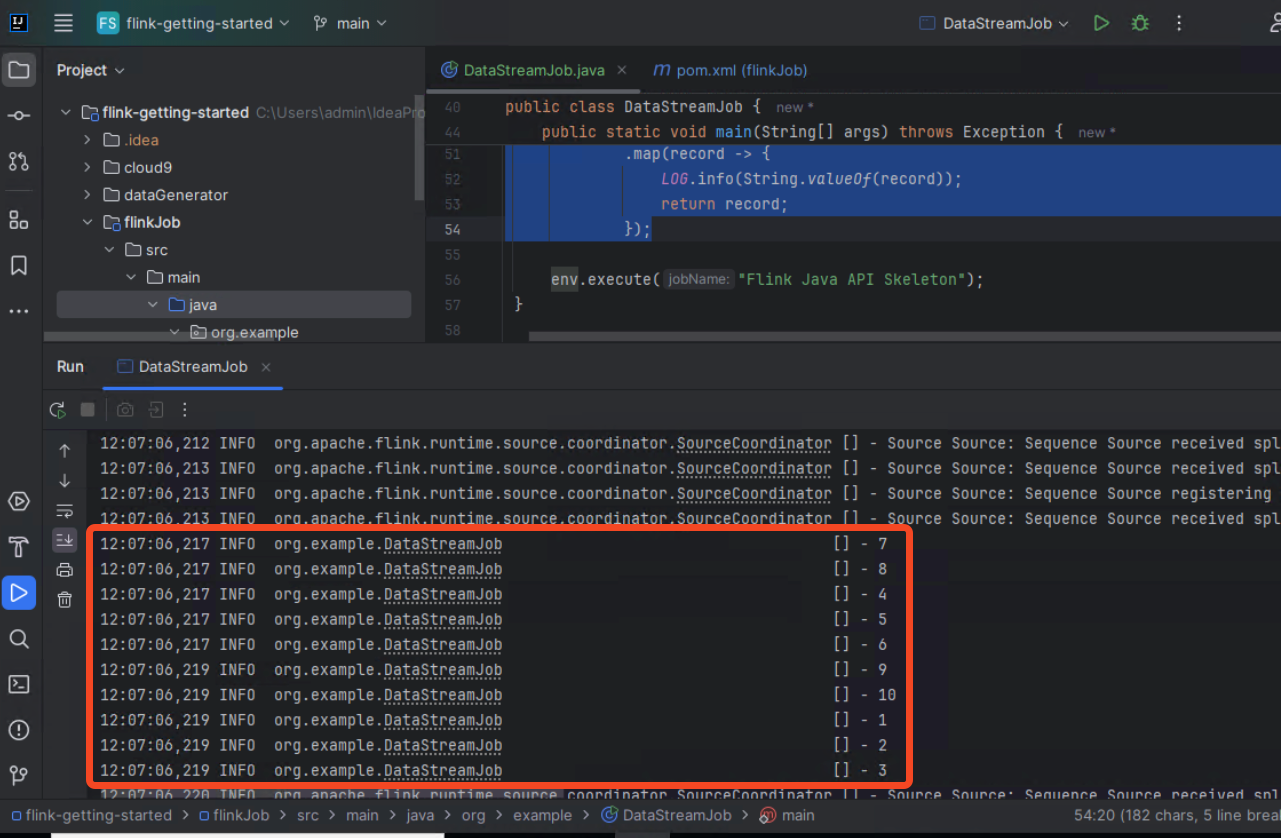 IJ
FS flink-getting-started main DataStreamJob
Project
DataStreamJob.java × m pom.xml (flinkJob)
flink-getting-started C:\Users\admin\IdeaPro
.idea
cloud9
dataGenerator
flinkJob
src
main
java
org.example
40 public class DataStreamJob { new *
44 public static void main(String[] args) throws Exception { new *
51 .map(record -> {
52 LOG.info(String.valueOf(record));
53 return record;
54 });
55
56 env.execute( jobName: "Flink Java API Skeleton");
57 }
58
Run DataStreamJob ×
12:07:06,212 INFO org.apache.flink.runtime.source.coordinator.SourceCoordinator [] - Source Source: Sequence Source received spl
12:07:06,213 INFO org.apache.flink.runtime.source.coordinator.SourceCoordinator [] - Source Source: Sequence Source received spl
12:07:06,213 INFO org.apache.flink.runtime.source.coordinator.SourceCoordinator [] - Source Source: Sequence Source registering
12:07:06,213 INFO org.apache.flink.runtime.source.coordinator.SourceCoordinator [] - Source Source: Sequence Source received spl
12:07:06,217 INFO org.example.DataStreamJob [] - 7
12:07:06,217 INFO org.example.DataStreamJob [] - 8
12:07:06,217 INFO org.example.DataStreamJob [] - 4
12:07:06,217 INFO org.example.DataStreamJob [] - 5
12:07:06,217 INFO org.example.DataStreamJob [] - 6
12:07:06,219 INFO org.example.DataStreamJob [] - 9
12:07:06,219 INFO org.example.DataStreamJob [] - 10
12:07:06,219 INFO org.example.DataStreamJob [] - 1
12:07:06,219 INFO org.example.DataStreamJob [] - 2
12:07:06,219 INFO org.example.DataStreamJob [] - 3
12:07:06,220 INFO org.apache.flink.runtime.source.coordinator.SourceCoordinator [] - Source Source: Sequence Source received spl
flink-getting-started > flinkJob > src > main > java > org > example > DataStreamJob > main 54:20 (182 chars, 5 line brea